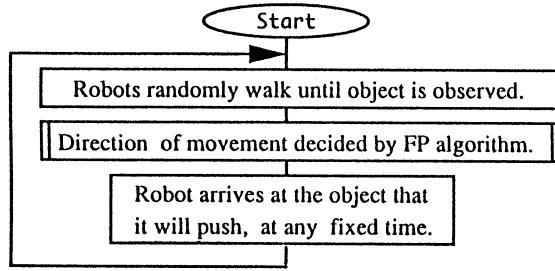 Start
Robots randomly walk until object is observed.
Direction of movement decided by FP algorithm.
Robot arrives at the object that
it will push, at any fixed time.